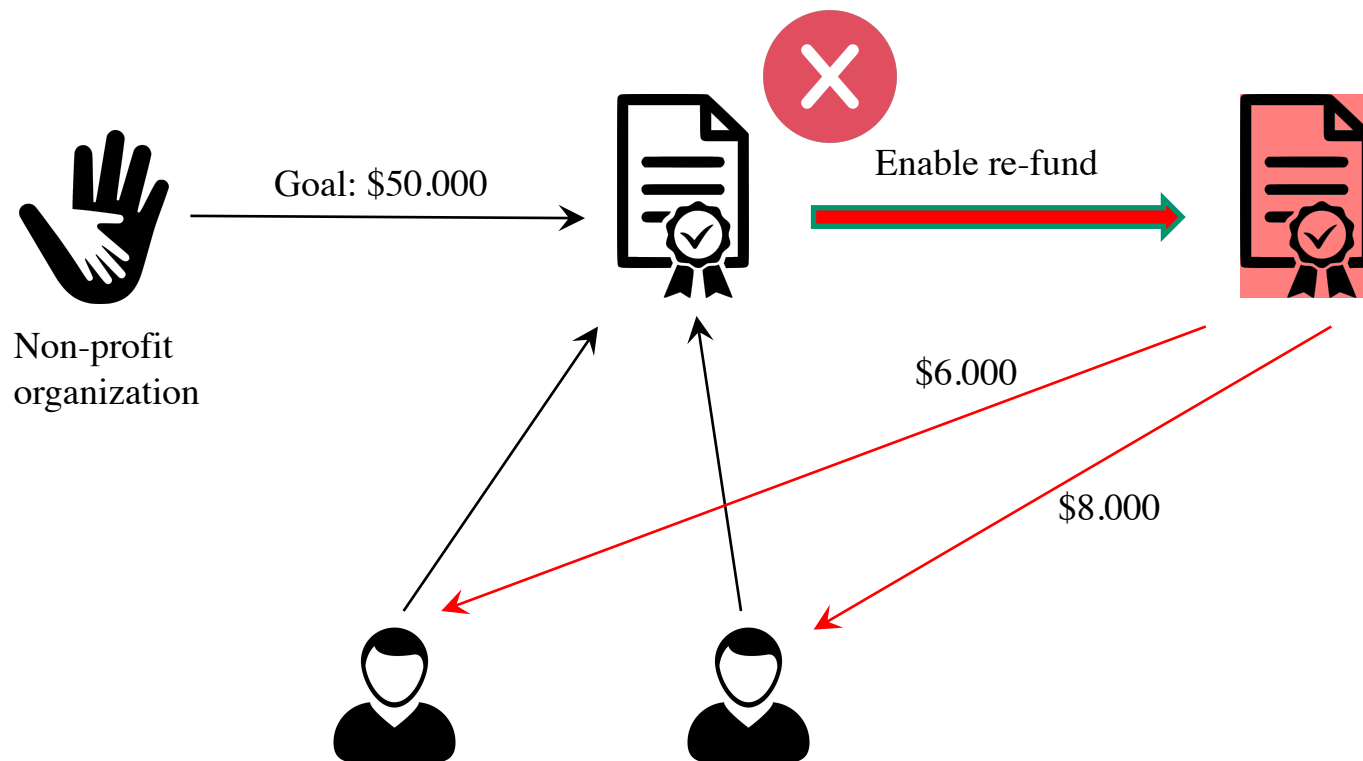 Goal: $50.000
Enable re-fund
Non-profit
organization
$6.000
$8.000